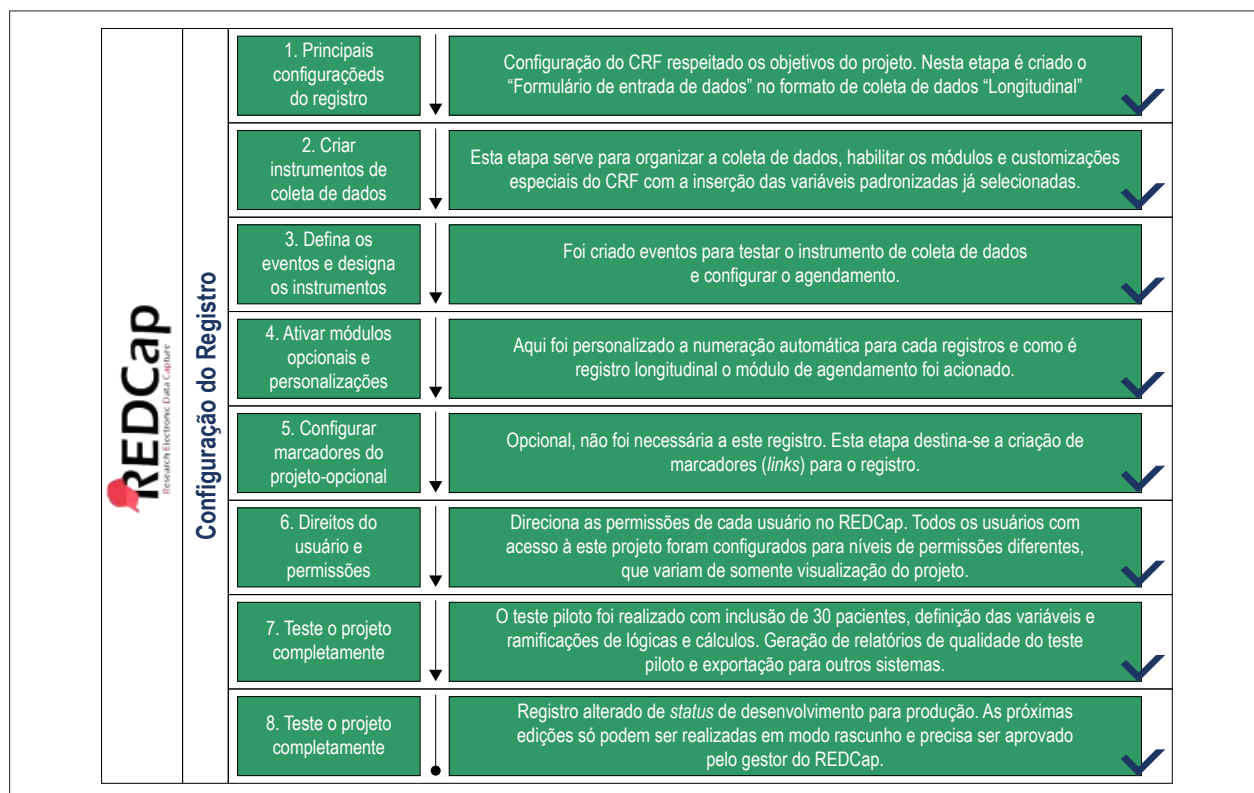 REDCap
Research Electronic Data Capture
Configuração do Registro
1. Principais
configuraçõeds
do registro
Configuração do CRF respeitado os objetivos do projeto. Nesta etapa é criado o
“Formulário de entrada de dados” no formato de coleta de dados “Longitudinal”
2. Criar
instrumentos de
coleta de dados
Esta etapa serve para organizar a coleta de dados, habilitar os módulos e customizações
especiais do CRF com a inserção das variáveis padronizadas já selecionadas.
3. Defina os
eventos e designa
os instrumentos
Foi criado eventos para testar o instrumento de coleta de dados
e configurar o agendamento.
4. Ativar módulos
opcionais e
personalizações
Aqui foi personalizado a numeração automática para cada registros e como é
registro longitudinal o módulo de agendamento foi acionado.
5. Configurar
marcadores do
projeto-opcional
Opcional, não foi necessária a este registro. Esta etapa destina-se a criação de
marcadores (links) para o registro.
6. Direitos do
usuário e
permissões
Direciona as permissões de cada usuário no REDCap. Todos os usuários com
acesso à este projeto foram configurados para níveis de permissões diferentes,
que variam de somente visualização do projeto.
7. Teste o projeto
completamente
O teste piloto foi realizado com inclusão de 30 pacientes, definição das variáveis e
ramificações de lógicas e cálculos. Geração de relatórios de qualidade do teste
piloto e exportação para outros sistemas.
8. Teste o projeto
completamente
Registro alterado de status de desenvolvimento para produção. As próximas
edições só podem ser realizadas em modo rascunho e precisa ser aprovado
pelo gestor do REDCap.